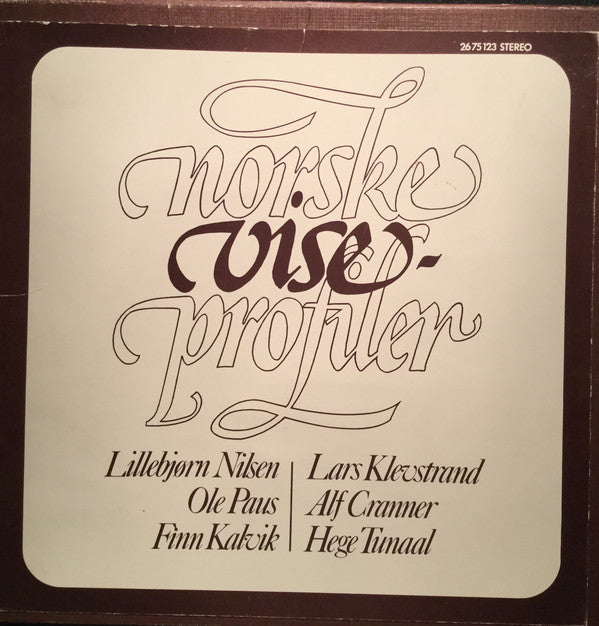 2675123 STEREO
norske
vise-
profiler
Lillebjørn Nilsen
Ole Paus
Finn Kalvik
Lars Klevstrand
Alf Cranner
Hege Tunaal